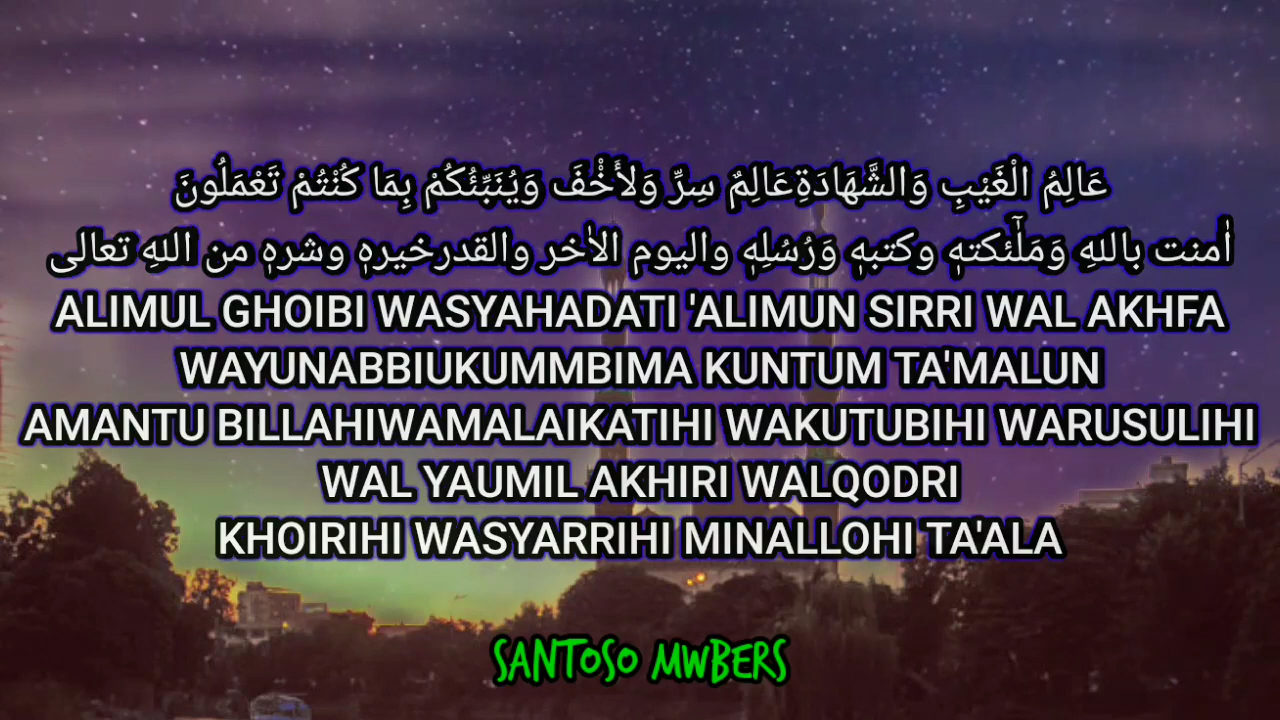 عَالِمُ الْغَيْبِ وَالشَّهَادَةِعَالِمٌ سِرِّ وَلأَخْفَ وَيُنَبِّئُكُمْ بِمَا كُنْتُمْ تَعْمَلُونَ
اٰمنت باللهِ وَمَلٰٓئكتهٖ وكتبهٖ وَرُسُلِهٖ واليوم الاٰخر والقدرخيرهٖ وشرهٖ من اللهِ تعالى
ALIMUL GHOIBI WASYAHADATI 'ALIMUN SIRRI WAL AKHFA
WAYUNABBIUKUMMBIMA KUNTUM TA'MALUN
AMANTU BILLAHIWAMALAIKATIHI WAKUTUBIHI WARUSULIHI
WAL YAUMIL AKHIRI WALQODRI
KHOIRIHI WASYARRIHI MINALLOHI TA'ALA
SANTOSO MWBERS